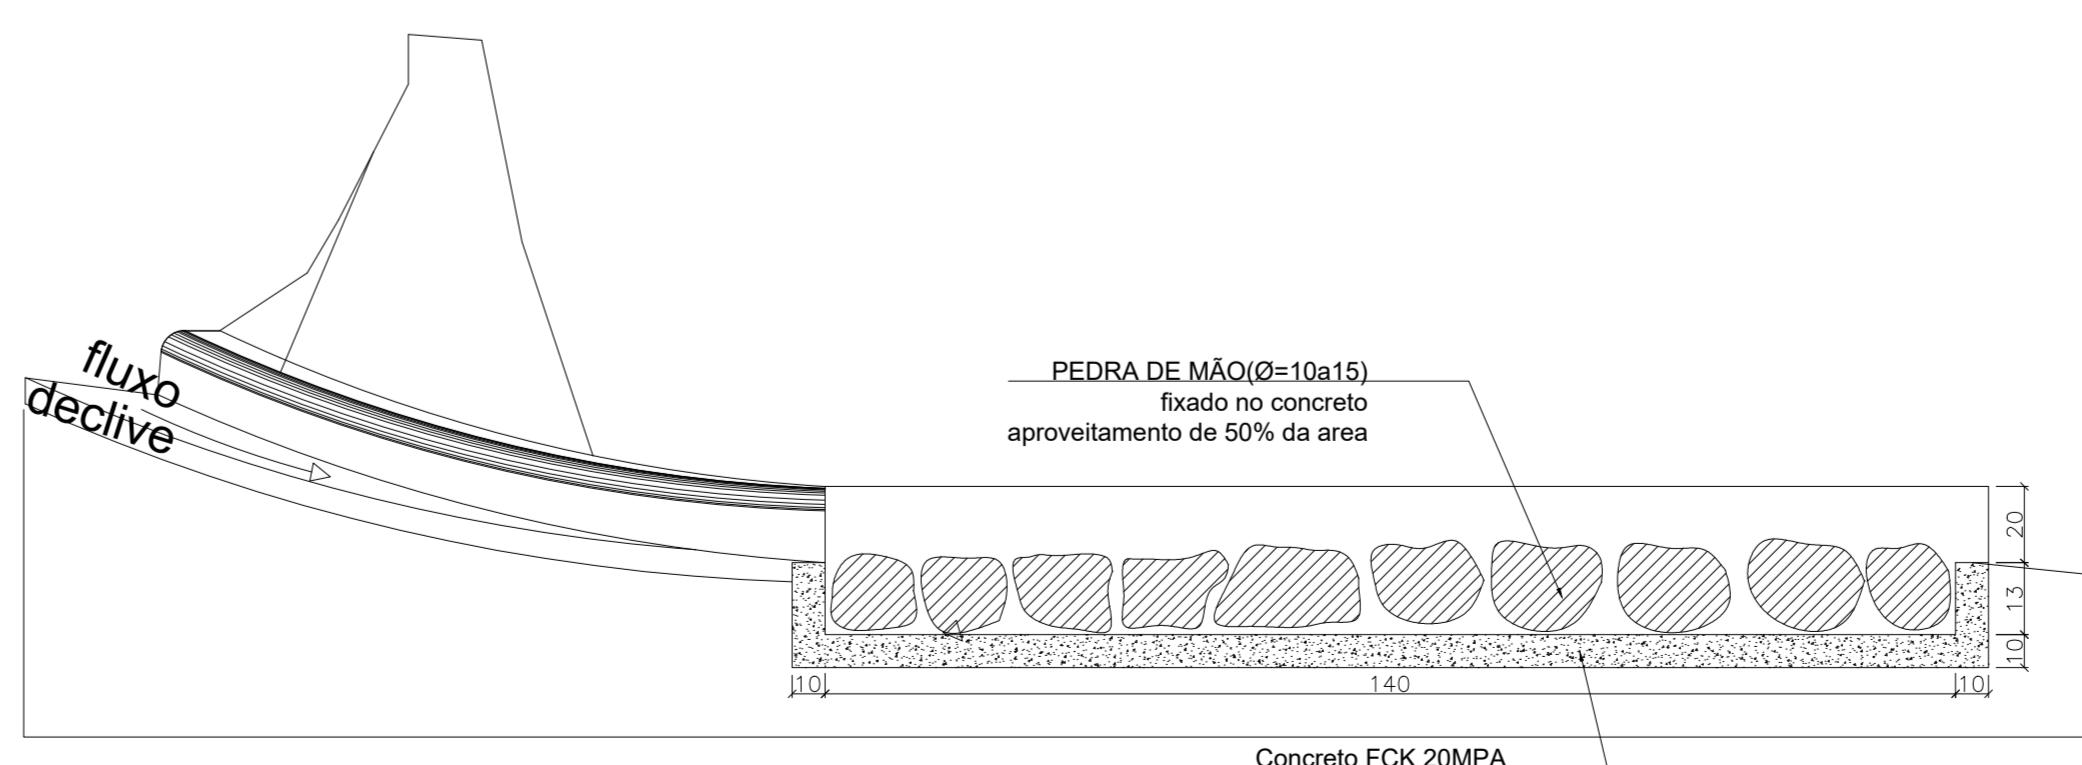 fluxo
declive
PEDRA DE MÃO(Ø=10a15)
fixado no concreto
aproveitamento de 50% da area
20
13
10
10
140
10
Concreto FCK 20MPA